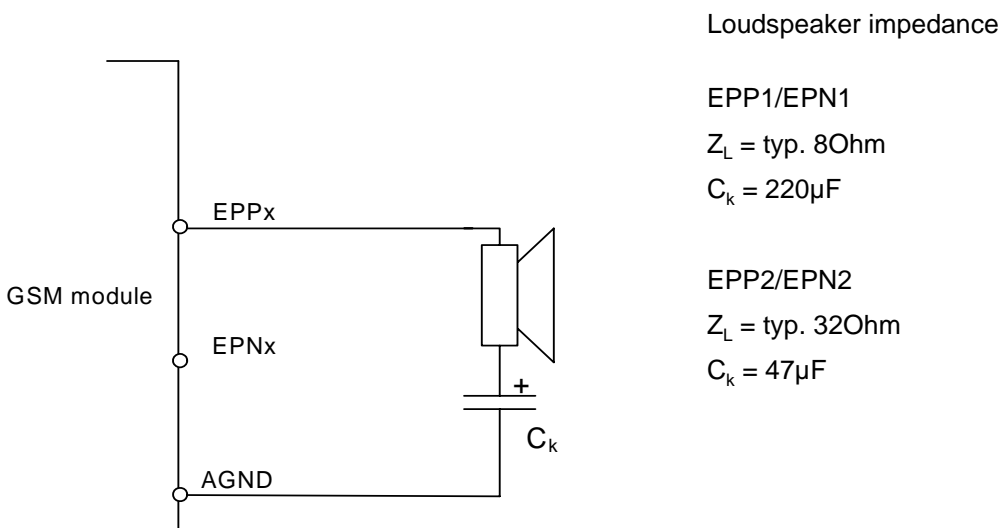 Loudspeaker impedance
EPP1/EPN1
Z_L = typ. 8Ohm
C_k = 220µF
EPPx
EPP2/EPN2
GSM module
Z_L = typ. 32Ohm
EPNx
C_k = 47µF
+
C_k
AGND